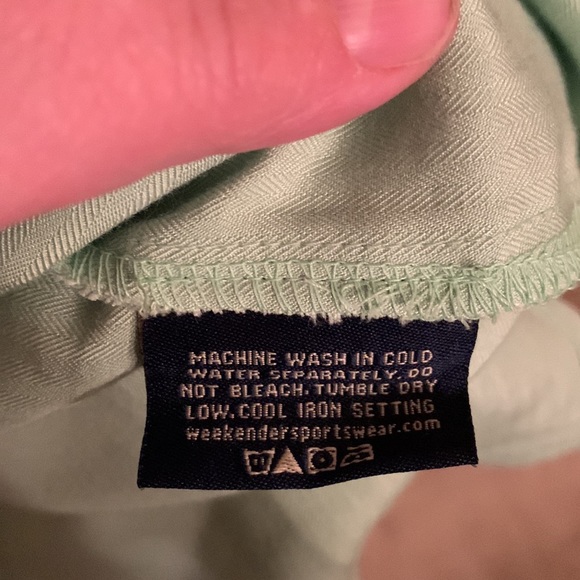 MACHINE WASH IN COLD
WATER SEPARATELY. DO
NOT BLEACH. TUMBLE DRY
LOW. COOL IRON SETTING
weekendersportswear.com